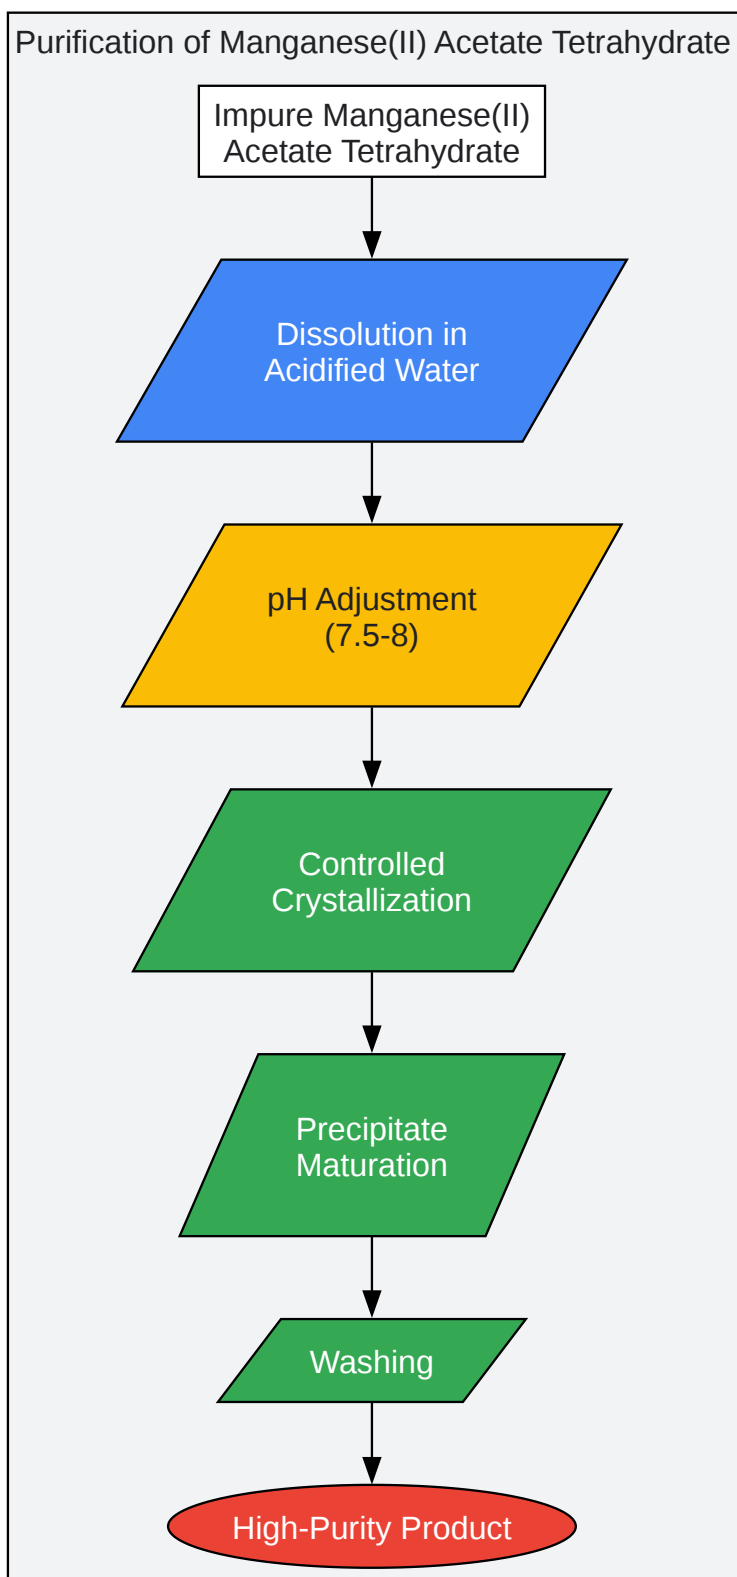 Purification of Manganese(II) Acetate Tetrahydrate
Impure Manganese(II)
Acetate Tetrahydrate
Dissolution in
Acidified Water
pH Adjustment
(7.5-8)
Controlled
Crystallization
Precipitate
Maturation
Washing
High-Purity Product